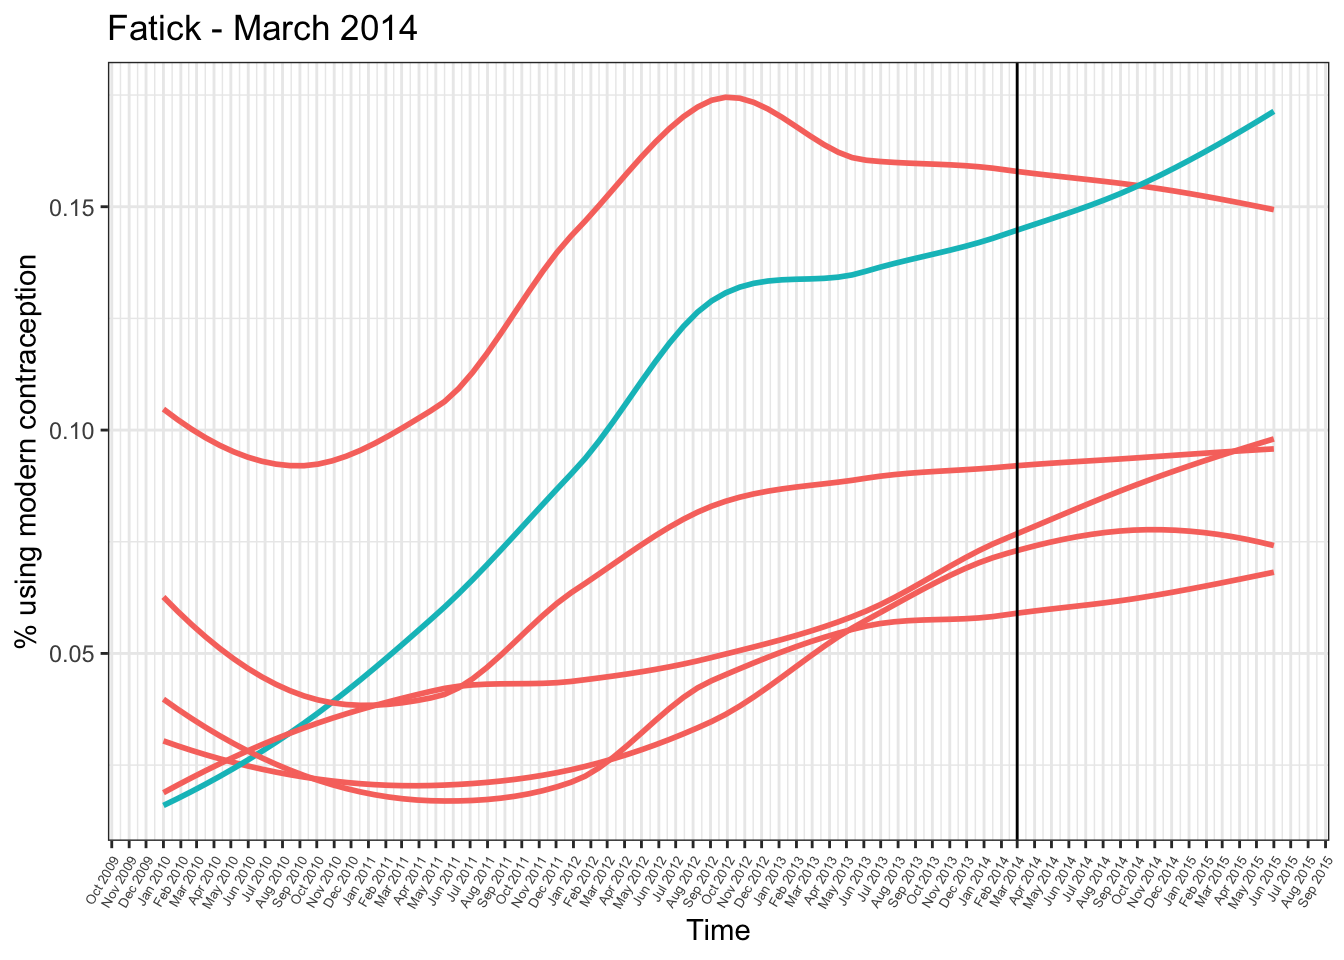 Fatick - March 2014
% using modern contraception
0.15
0.10
0.05
Oct 2009
Nov 2009
Dec 2009
Jan 2010
Feb 2010
Mar 2010
Apr 2010
May 2010
Jun 2010
Jul 2010
Aug 2010
Sep 2010
Oct 2010
Nov 2010
Dec 2010
Jan 2011
Feb 2011
Mar 2011
Apr 2011
May 2011
Jun 2011
Jul 2011
Aug 2011
Sep 2011
Oct 2011
Nov 2011
Dec 2011
Jan 2012
Feb 2012
Mar 2012
Apr 2012
May 2012
Jun 2012
Jul 2012
Aug 2012
Sep 2012
Oct 2012
Nov 2012
Dec 2012
Jan 2013
Feb 2013
Mar 2013
Apr 2013
May 2013
Jun 2013
Jul 2013
Aug 2013
Sep 2013
Oct 2013
Nov 2013
Dec 2013
Jan 2014
Feb 2014
Mar 2014
Apr 2014
May 2014
Jun 2014
Jul 2014
Aug 2014
Sep 2014
Oct 2014
Nov 2014
Dec 2014
Jan 2015
Feb 2015
Mar 2015
Apr 2015
May 2015
Jun 2015
Jul 2015
Aug 2015
Sep 2015
Time